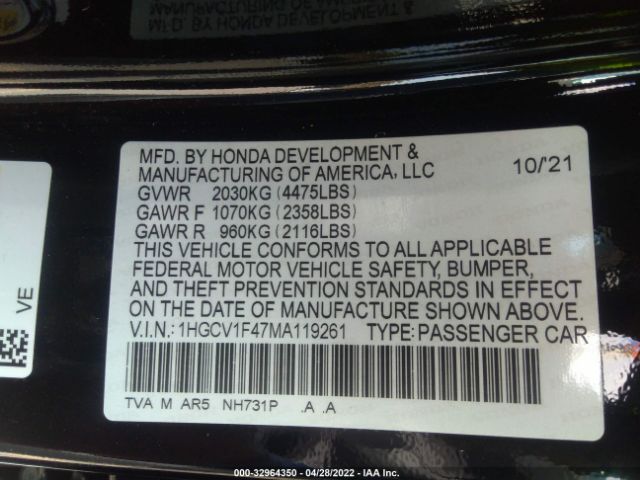 MFD. BY HONDA DEVELOPMENT &
MANUFACTURING OF AMERICA, LLC 10/'21
GVWR 2030KG (4475LBS)
GAWR F 1070KG (2358LBS)
GAWR R 960KG (2116LBS)
THIS VEHICLE CONFORMS TO ALL APPLICABLE
FEDERAL MOTOR VEHICLE SAFETY, BUMPER,
AND THEFT PREVENTION STANDARDS IN EFFECT
ON THE DATE OF MANUFACTURE SHOWN ABOVE.
V.I.N.: 1HGCV1F47MA119261 TYPE: PASSENGER CAR
TVA M AR5 NH731P .A .A
VE
000-32964350 | 04/28/2022 - IAA Inc.